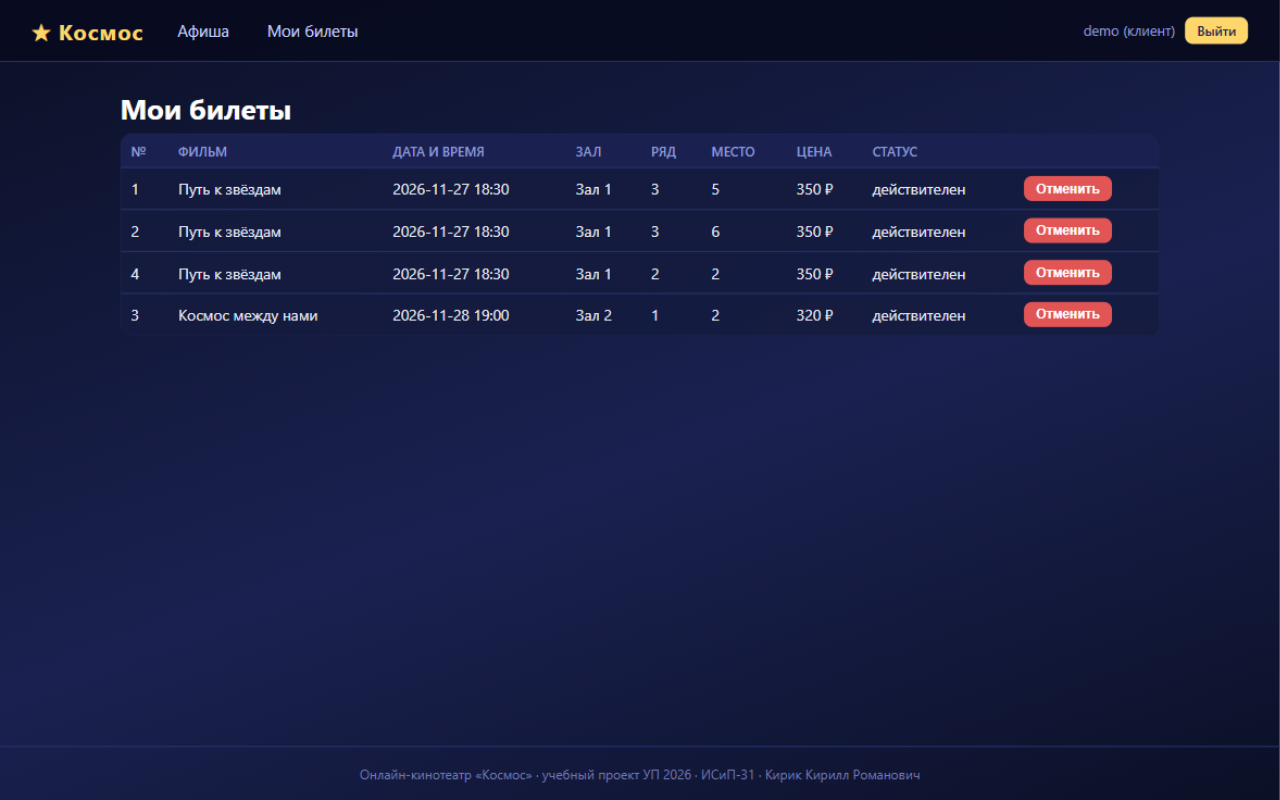 ★ Космос Афиша Мои билеты demo (клиент) Выйти
Мои билеты
№ ФИЛЬМ ДАТА И ВРЕМЯ ЗАЛ РЯД МЕСТО ЦЕНА СТАТУС
1 Путь к звёздам 2026-11-27 18:30 Зал 1 3 5 350 ₽ действителен Отменить
2 Путь к звёздам 2026-11-27 18:30 Зал 1 3 6 350 ₽ действителен Отменить
4 Путь к звёздам 2026-11-27 18:30 Зал 1 2 2 350 ₽ действителен Отменить
3 Космос между нами 2026-11-28 19:00 Зал 2 1 2 320 ₽ действителен Отменить
Онлайн-кинотеатр «Космос» · учебный проект УП 2026 · ИСиП-31 · Кирик Кирилл Романович